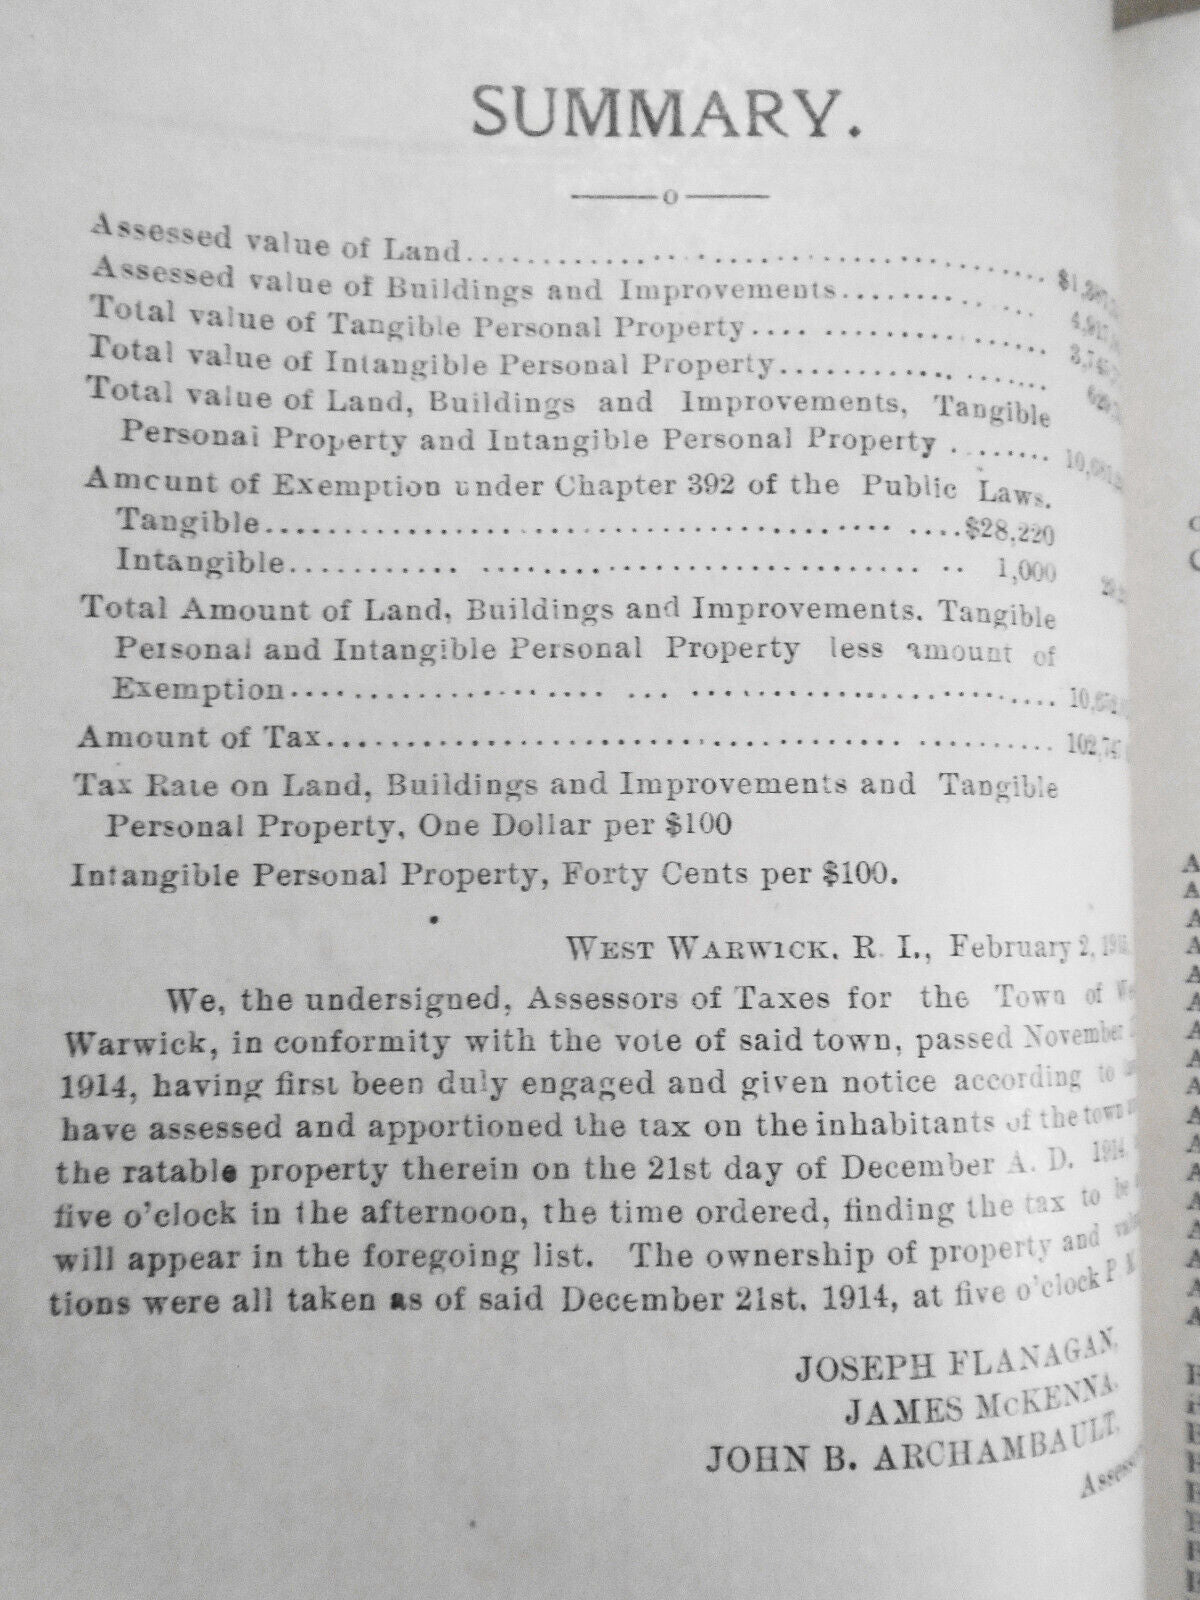 SUMMARY.
Assessed value of Land
Assessed value of Buildings and Improvements
Total value of Tangible Personal Property
Total value of Intangible Personal Property
Total value of Land, Buildings and Improvements, Tangible
Personal Property and Intangible Personal Property
Amount of Exemption under Chapter 392 of the Public Laws.
Tangible $28,220
Intangible 1,000
Total Amount of Land, Buildings and Improvements. Tangible
Personal and Intangible Personal Property less amount of
Exemption
Amount of Tax
Tax Rate on Land, Buildings and Improvements and Tangible
Personal Property, One Dollar per $100
Intangible Personal Property, Forty Cents per $100.
WEST WARWICK. R. I., February 2,
We, the undersigned, Assessors of Taxes for the Town of
Warwick, in conformity with the vote of said town, passed November
1914, having first been duly engaged and given notice according to
have assessed and apportioned the tax on the inhabitants of the town
the ratable property therein on the 21st day of December A. D. 1914.
five o'clock in the afternoon, the time ordered, finding the tax to be
will appear in the foregoing list. The ownership of property and
tions were all taken as of said December 21st. 1914, at five o'clock P.
JOSEPH FLANAGAN,
JAMES McKENNA.
JOHN B. ARCHAMBAULT,